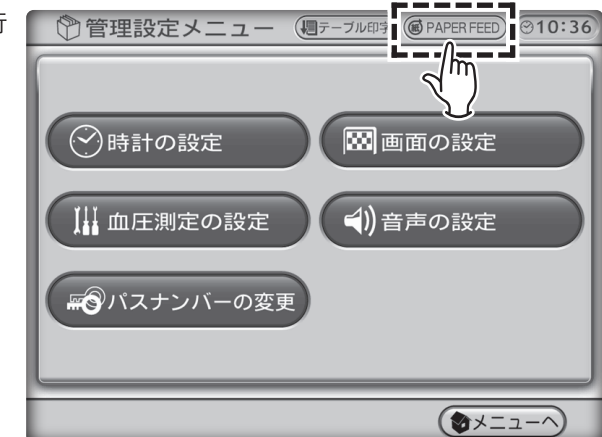 行
管理設定メニュー テーブル印字 紙 PAPER FEED 10:36
時計の設定 画面の設定
血圧測定の設定 音声の設定
パスナンバーの変更
メニューへ